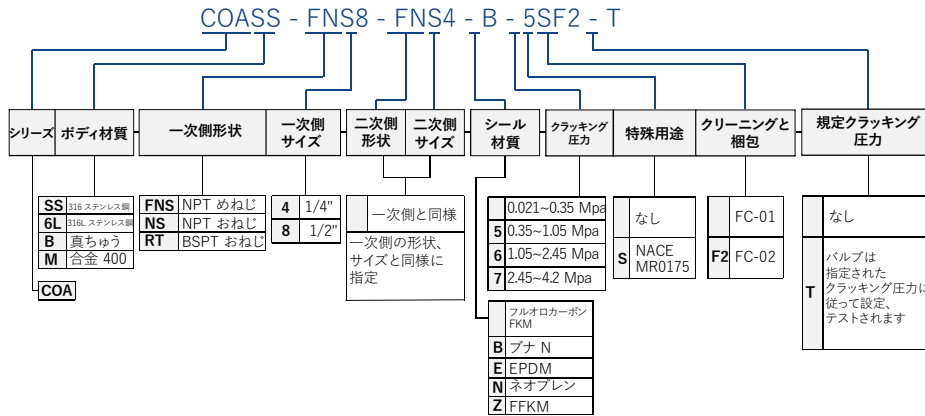 COASS - FNS8 - FNS4 - B - 5SF2 - T
シリーズ
ボディ材質
一次側形状
一次側
サイズ
二次側
形状
二次側
サイズ
シール
材質
クラッキング
圧力
特殊用途
クリーニングと
梱包
規定クラッキング
圧力
SS 316 ステンレス鋼
6L 316L ステンレス鋼
B 真ちゅう
M 合金 400
COA
FNS NPT めねじ
NS NPT おねじ
RT BSPT おねじ
4 1/4"
8 1/2"
一次側と同様
一次側の形状、
サイズと同様に
指定
0.021~0.35 Mpa
5 0.35~1.05 Mpa
6 1.05~2.45 Mpa
7 2.45~4.2 Mpa
フルオロカーボン
FKM
B ブナ N
E EPDM
N ネオプレン
Z FFKM
なし
S NACE
MR0175
FC-01
F2 FC-02
なし
T バルブは
指定された
クラッキング圧力に
従って設定、
テストされます